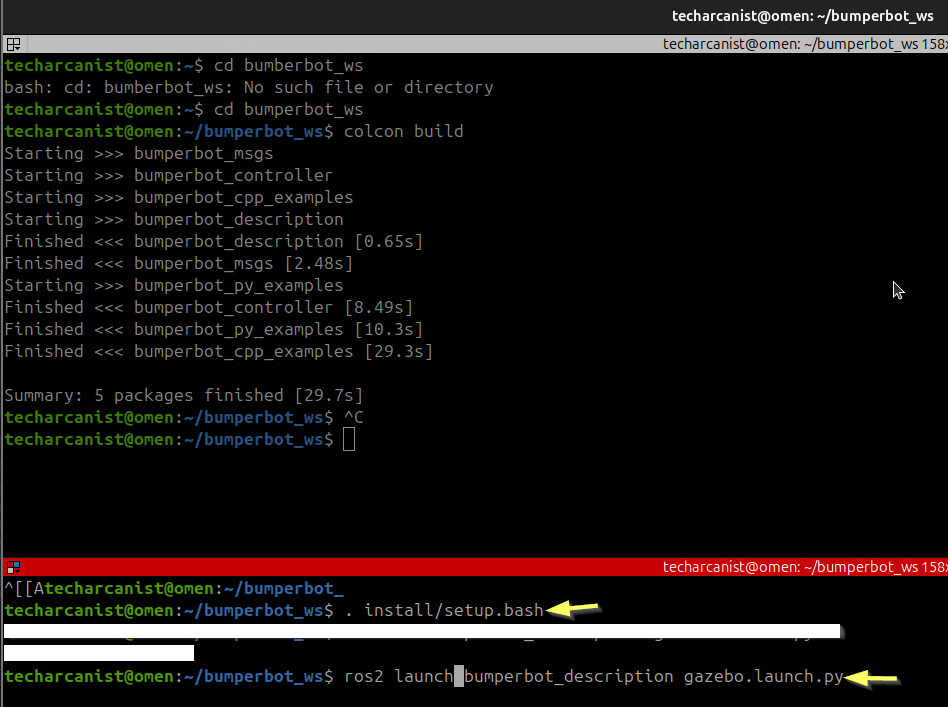 techarcanist@omen: ~/bumperbot_ws
techarcanist@omen: ~/bumperbot_ws 158x
techarcanist@omen:~$ cd bumberbot_ws
bash: cd: bumberbot_ws: No such file or directory
techarcanist@omen:~$ cd bumperbot_ws
techarcanist@omen:~/bumperbot_ws$ colcon build
Starting >>> bumperbot_msgs
Starting >>> bumperbot_controller
Starting >>> bumperbot_cpp_examples
Starting >>> bumperbot_description
Finished <<< bumperbot_description [0.65s]
Finished <<< bumperbot_msgs [2.48s]
Starting >>> bumperbot_py_examples
Finished <<< bumperbot_controller [8.49s]
Finished <<< bumperbot_py_examples [10.3s]
Finished <<< bumperbot_cpp_examples [29.3s]
Summary: 5 packages finished [29.7s]
techarcanist@omen:~/bumperbot_ws$ ^C
techarcanist@omen:~/bumperbot_ws$
techarcanist@omen: ~/bumperbot_ws 158x
^[[Atecharcanist@omen:~/bumperbot_
techarcanist@omen:~/bumperbot_ws$ . install/setup.bash
techarcanist@omen:~/bumperbot_ws$ ros2 launch bumperbot_description gazebo.launch.py